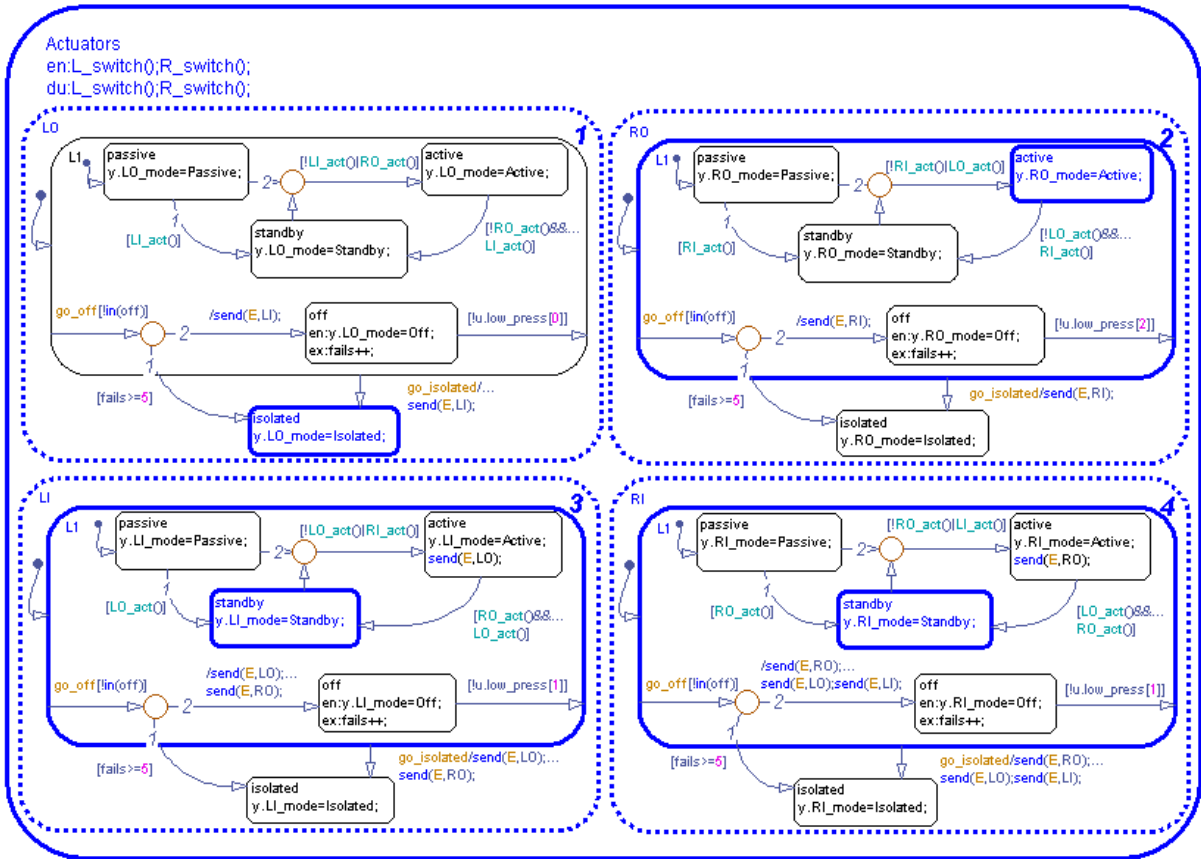 Actuators
en:L_switch();R_switch();
du:L_switch();R_switch();
LO
1
L1
passive
y.LO_mode=Passive;
2
[!LI_act()|RO_act()]
active
y.LO_mode=Active;
1
[LI_act()]
standby
y.LO_mode=Standby;
[!RO_act()&&...
LI_act()]
go_off[!in(off)]
2
/send(E,LI);
off
en:y.LO_mode=Off;
ex:fails++;
[!u.low_press[0]]
1
[fails>=5]
go_isolated/...
send(E,LI);
isolated
y.LO_mode=Isolated;
RO
2
L1
passive
y.RO_mode=Passive;
2
[!RI_act()|LO_act()]
active
y.RO_mode=Active;
1
[RI_act()]
standby
y.RO_mode=Standby;
[!LO_act()&&...
RI_act()]
go_off[!in(off)]
2
/send(E,RI);
off
en:y.RO_mode=Off;
ex:fails++;
[!u.low_press[2]]
1
[fails>=5]
go_isolated/send(E,RI);
isolated
y.RO_mode=Isolated;
LI
3
L1
passive
y.LI_mode=Passive;
2
[!LO_act()|RI_act()]
active
y.LI_mode=Active;
send(E,LO);
1
[LO_act()]
standby
y.LI_mode=Standby;
[RO_act()&&...
LO_act()]
go_off[!in(off)]
2
/send(E,LO);...
send(E,RO);
off
en:y.LI_mode=Off;
ex:fails++;
[!u.low_press[1]]
1
[fails>=5]
go_isolated/send(E,LO);...
send(E,RO);
isolated
y.LI_mode=Isolated;
RI
4
L1
passive
y.RI_mode=Passive;
2
[!RO_act()|LI_act()]
active
y.RI_mode=Active;
send(E,RO);
1
[RO_act()]
standby
y.RI_mode=Standby;
[LO_act()&&...
RO_act()]
go_off[!in(off)]
2
/send(E,RO);...
send(E,LO);send(E,LI);
off
en:y.RI_mode=Off;
ex:fails++;
[!u.low_press[1]]
1
[fails>=5]
go_isolated/send(E,RO);...
send(E,LO);send(E,LI);
isolated
y.RI_mode=Isolated;